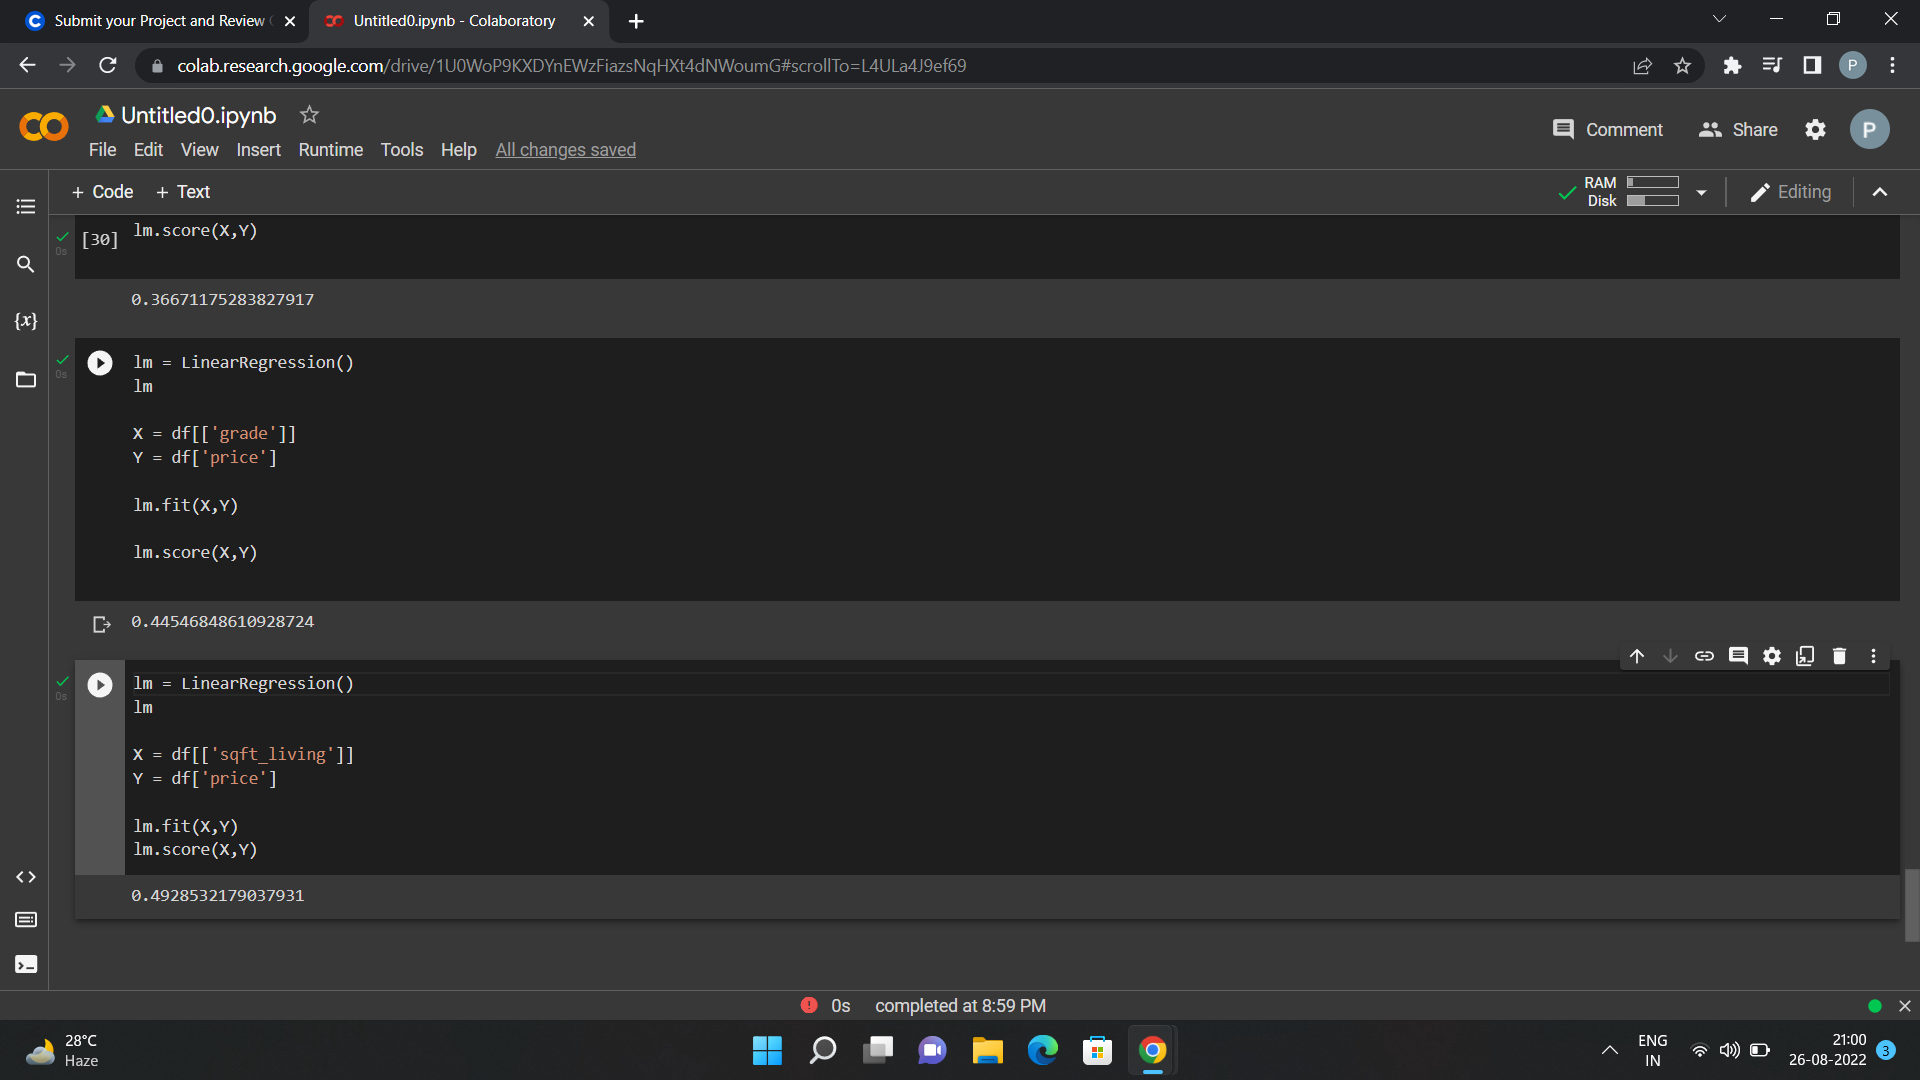 Submit your Project and Review
Untitled0.ipynb - Colaboratory
colab.research.google.com/drive/1U0WoP9KXDYnEWzFiazsNqHXt4dNWoumG#scrollTo=L4ULa4J9ef69
P
Untitled0.ipynb
Comment
Share
P
File Edit View Insert Runtime Tools Help All changes saved
+ Code + Text
RAM
Disk
Editing
[30]
lm.score(X,Y)
0s
0.36671175283827917
{x}
lm = LinearRegression()
0s
lm
X = df[['grade']]
Y = df['price']
lm.fit(X,Y)
lm.score(X,Y)
0.44546848610928724
lm = LinearRegression()
0s
lm
X = df[['sqft_living']]
Y = df['price']
lm.fit(X,Y)
lm.score(X,Y)
0.4928532179037931
0s completed at 8:59 PM
28°C
Haze
ENG
IN
21:00
26-08-2022
3